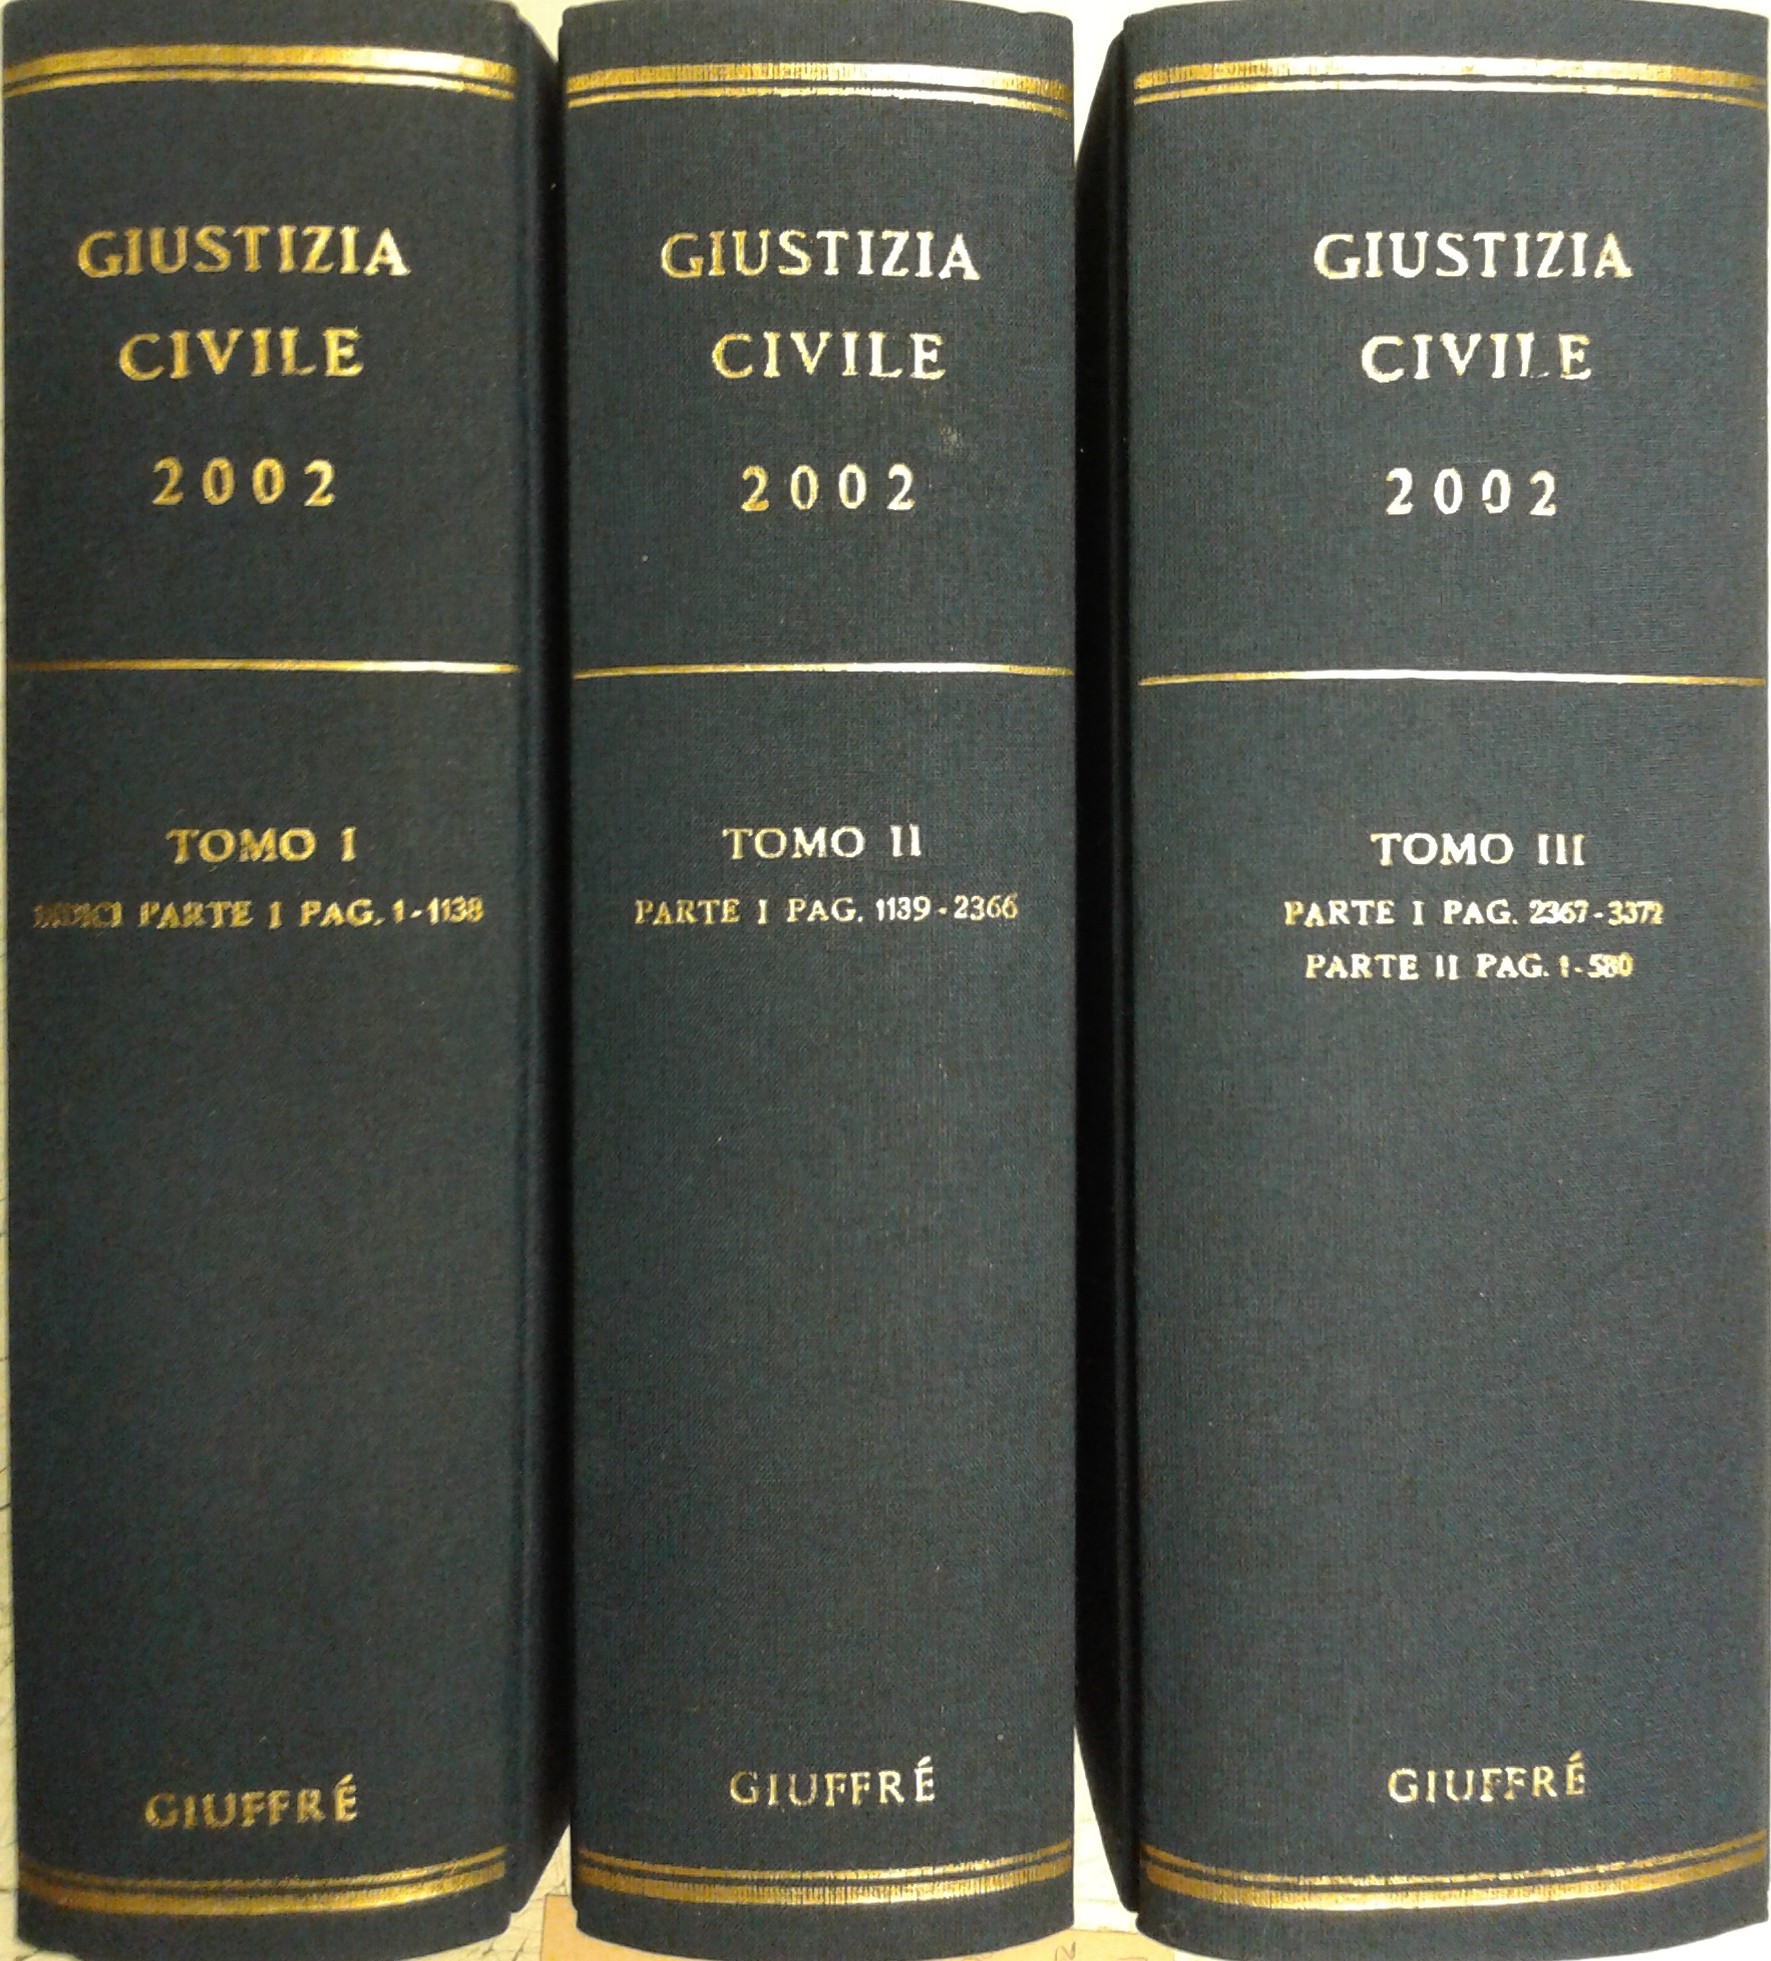 GIUSTIZIA
CIVILE
2002
TOMO I
INDICI PARTE I PAG. 1-1138
GIUFFRÉ
GIUSTIZIA
CIVILE
2002
TOMO II
PARTE I PAG. 1139-2366
GIUFFRÉ
GIUSTIZIA
CIVILE
2002
TOMO III
PARTE I PAG. 2367-3372
PARTE II PAG. 1-580
GIUFFRÉ